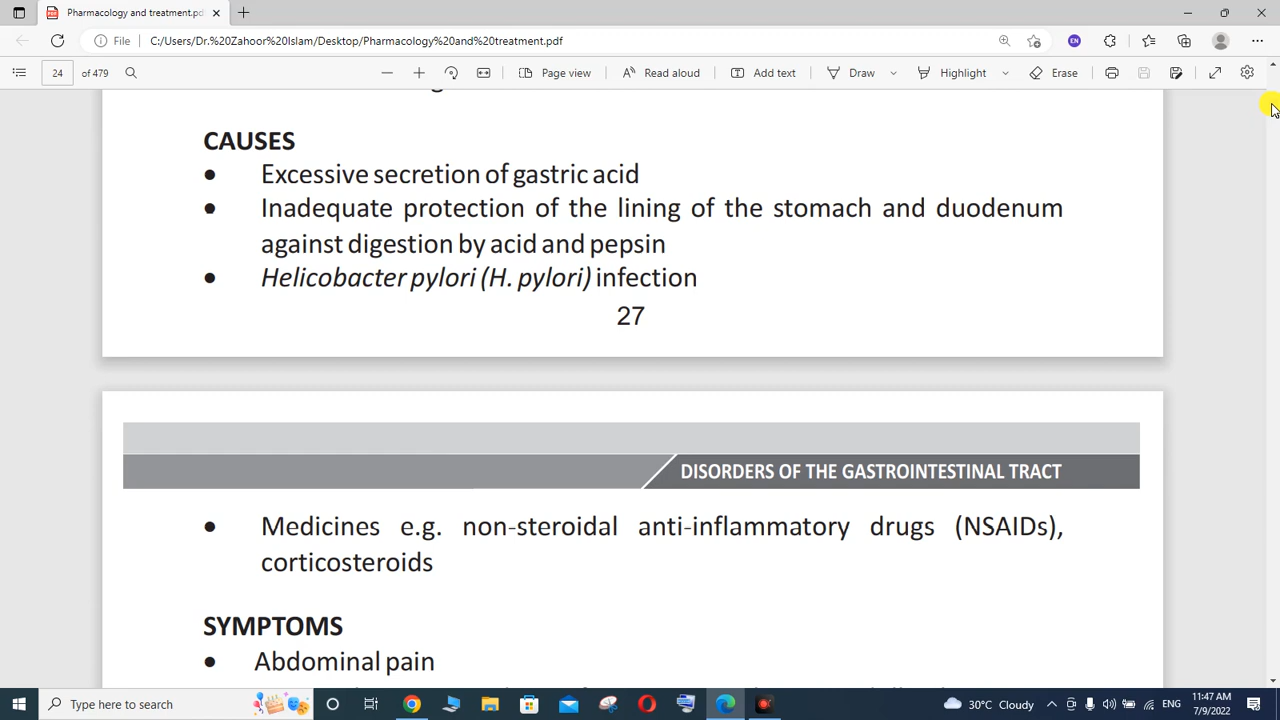 Pharmacology and treatment.pdf
File
C:/Users/Dr.%20Zahoor%20Islam/Desktop/Pharmacology%20and%20treatment.pdf
EN
24 of 479
Page view
Read aloud
Add text
Draw
Highlight
Erase
CAUSES
● Excessive secretion of gastric acid
● Inadequate protection of the lining of the stomach and duodenum
against digestion by acid and pepsin
● Helicobacter pylori (H. pylori) infection
27
DISORDERS OF THE GASTROINTESTINAL TRACT
● Medicines e.g. non-steroidal anti-inflammatory drugs (NSAIDs),
corticosteroids
SYMPTOMS
● Abdominal pain
Type here to search
30°C Cloudy
ENG
11:47 AM
7/9/2022